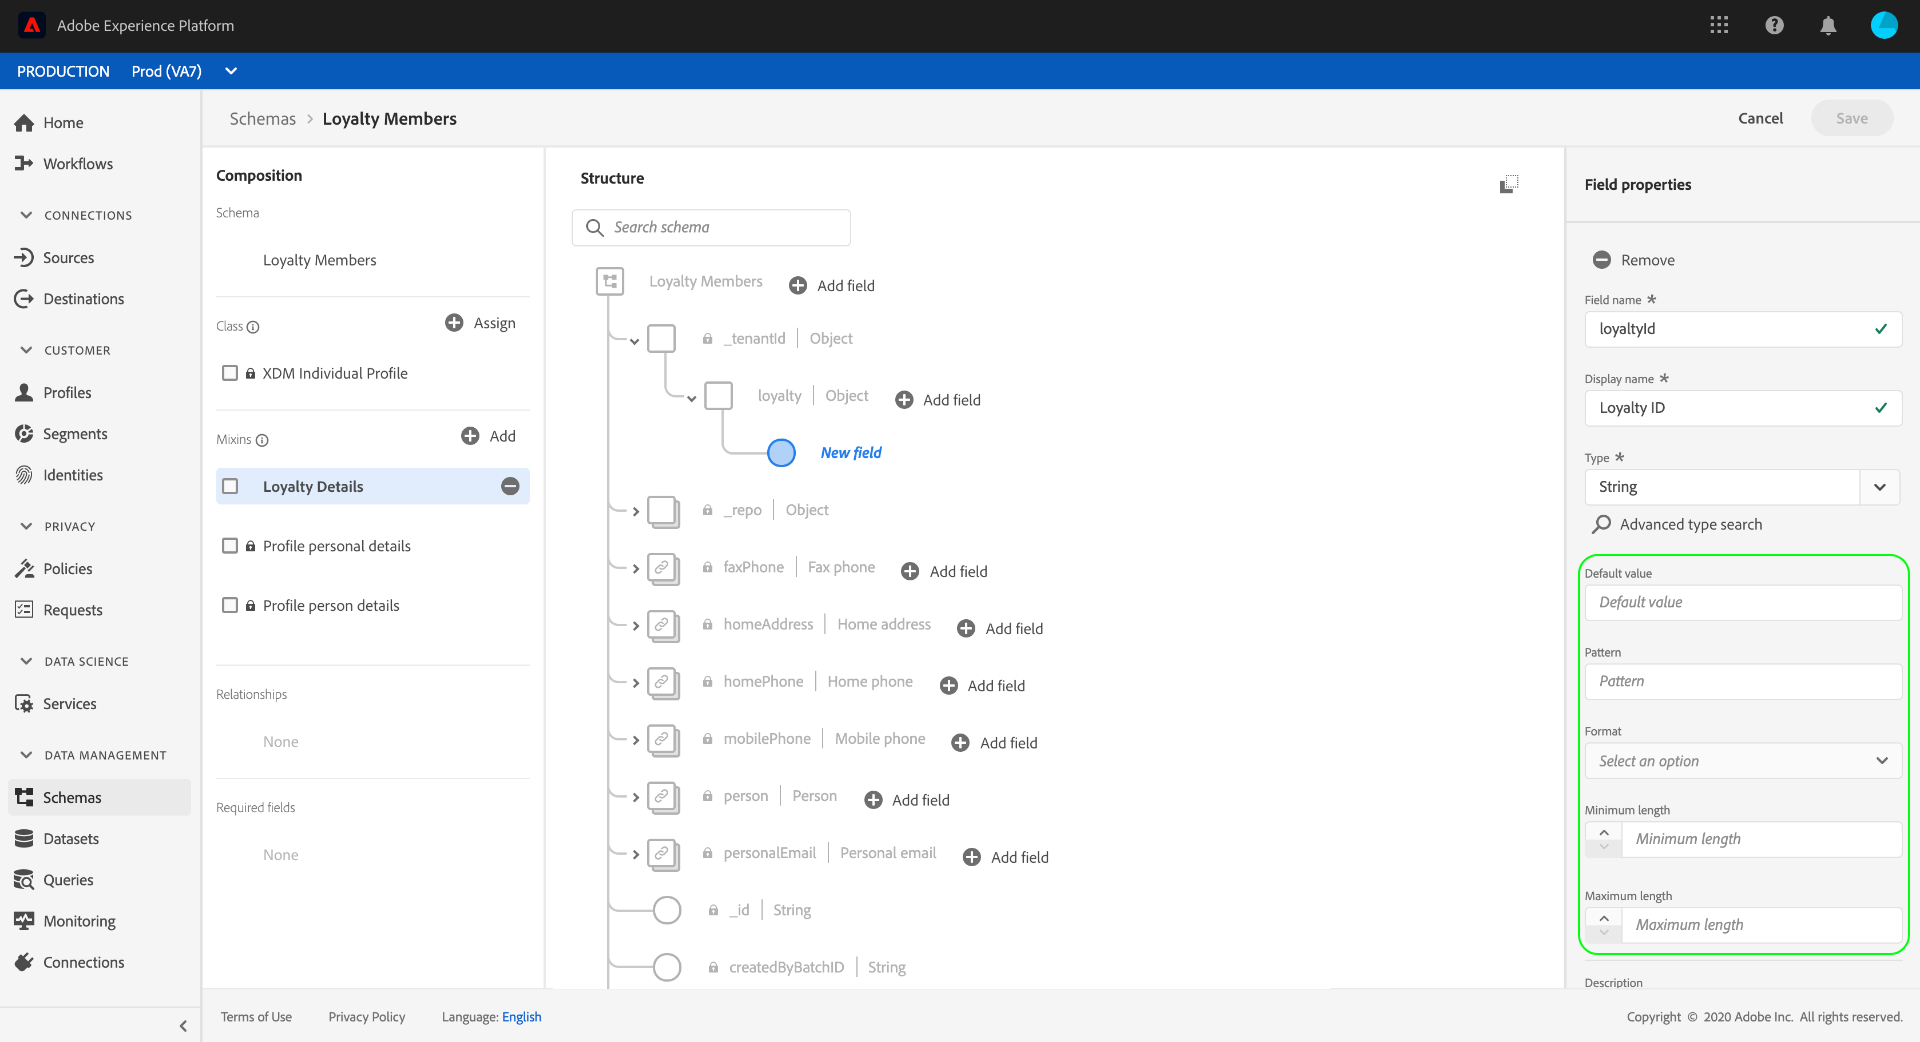 Adobe Experience Platform
PRODUCTION Prod (VA7)
Home
Workflows
CONNECTIONS
Sources
Destinations
CUSTOMER
Profiles
Segments
Identities
PRIVACY
Policies
Requests
DATA SCIENCE
Services
DATA MANAGEMENT
Schemas
Datasets
Queries
Monitoring
Connections
Schemas > Loyalty Members
Cancel
Save
Composition
Schema
Loyalty Members
Class
Assign
XDM Individual Profile
Mixins
Add
Loyalty Details
Profile personal details
Profile person details
Relationships
None
Required fields
None
Structure
Search schema
Loyalty Members Add field
_tenantId | Object
loyalty | Object Add field
New field
_repo | Object
faxPhone | Fax phone Add field
homeAddress | Home address Add field
homePhone | Home phone Add field
mobilePhone | Mobile phone Add field
person | Person Add field
personalEmail | Personal email Add field
_id | String
createdByBatchID | String
Field properties
Remove
Field name *
loyaltyId
Display name *
Loyalty ID
Type *
String
Advanced type search
Default value
Default value
Pattern
Pattern
Format
Select an option
Minimum length
Minimum length
Maximum length
Maximum length
Description
Terms of Use Privacy Policy Language: English
Copyright © 2020 Adobe Inc. All rights reserved.